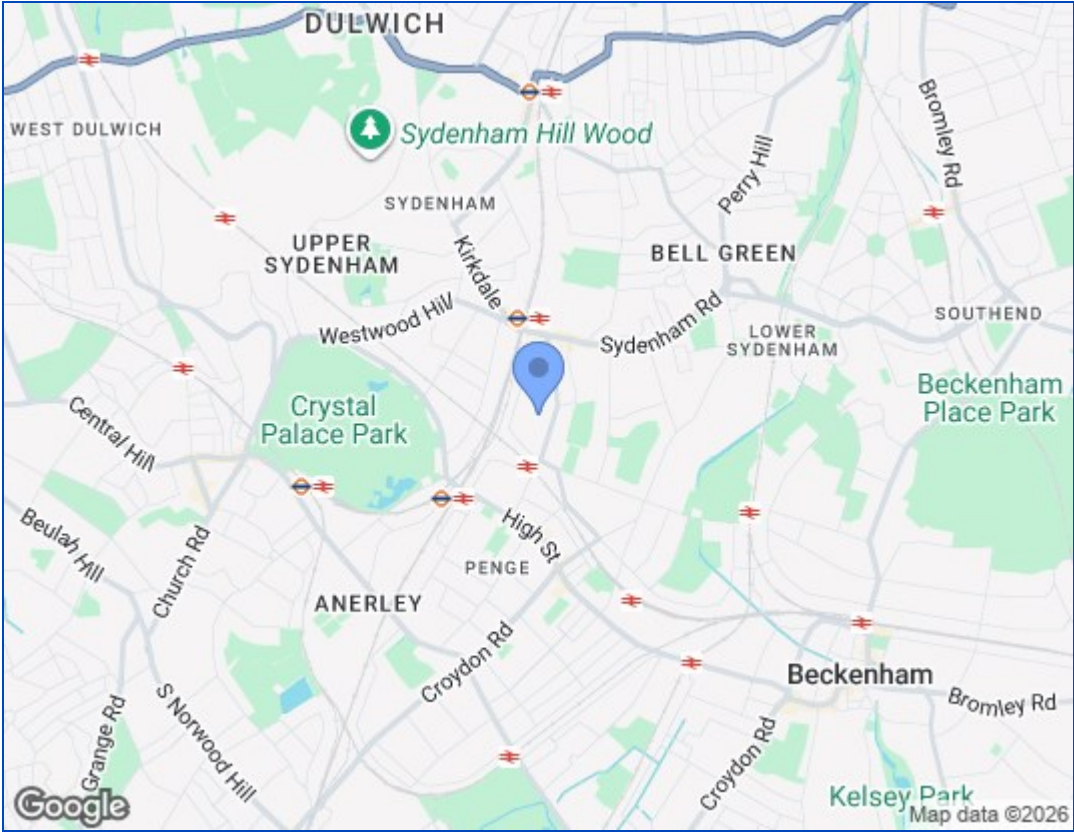 DULWICH
WEST DULWICH
Sydenham Hill Wood
Bromley Rd
Perry Hill
SYDENHAM
UPPER
SYDENHAM
Kirkdale
BELL GREEN
Westwood Hill
Sydenham Rd
SOUTHEND
LOWER
SYDENHAM
Beckenham
Place Park
Crystal
Palace Park
Central Hill
Beulah Hill
Church Rd
High St
PENGE
ANERLEY
Croydon Rd
Beckenham
Bromley Rd
S Norwood Hill
Grange Rd
Croydon Rd
Kelsey Park
Google
Map data ©2026